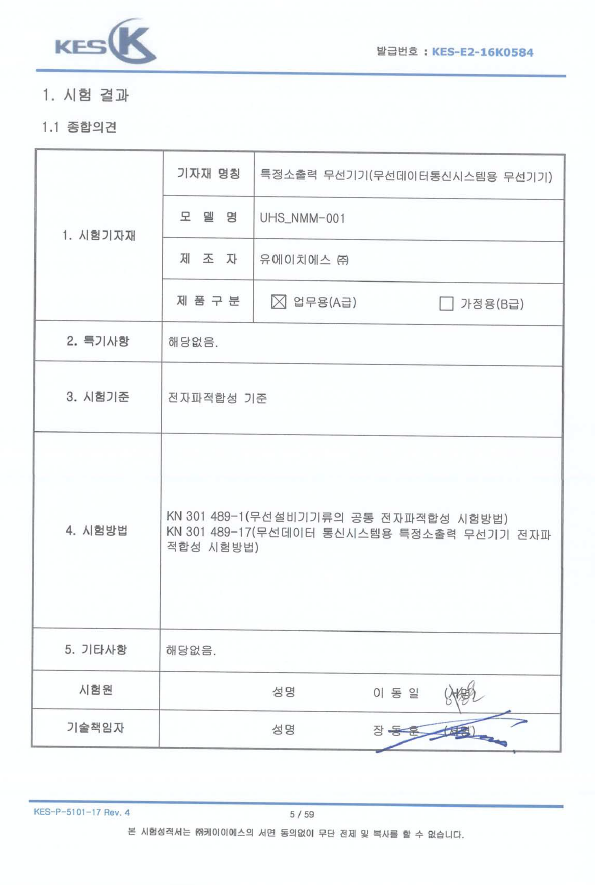 KES K
발급번호 : KES-E2-16K0584
1. 시험 결과
1.1 종합의견
1. 시험기자재
기자재 명칭
특정소출력 무선기기(무선데이터통신시스템용 무선기기)
모 델 명
UHS_NMM-001
제 조 자
유에이치에스 ㈜
제 품 구 분
☒ 업무용(A급) ☐ 가정용(B급)
2. 특기사항
해당없음.
3. 시험기준
전자파적합성 기준
4. 시험방법
KN 301 489-1(무선설비기기류의 공통 전자파적합성 시험방법)
KN 301 489-17(무선데이터 통신시스템용 특정소출력 무선기기 전자파
적합성 시험방법)
5. 기타사항
해당없음.
시험원 성명 이 동 일 (서명)
기술책임자 성명 장 동 훈 (서명)
KES-P-5101-17 Rev. 4
5 / 59
본 시험성적서는 ㈜케이이에스의 서면 동의없이 무단 전제 및 복사를 할 수 없습니다.